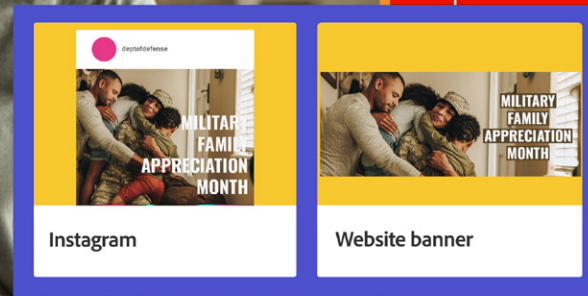 deptofdefense
MILITARY
FAMILY
APPRECIATION
MONTH
Instagram
MILITARY
FAMILY
APPRECIATION
MONTH
Website banner